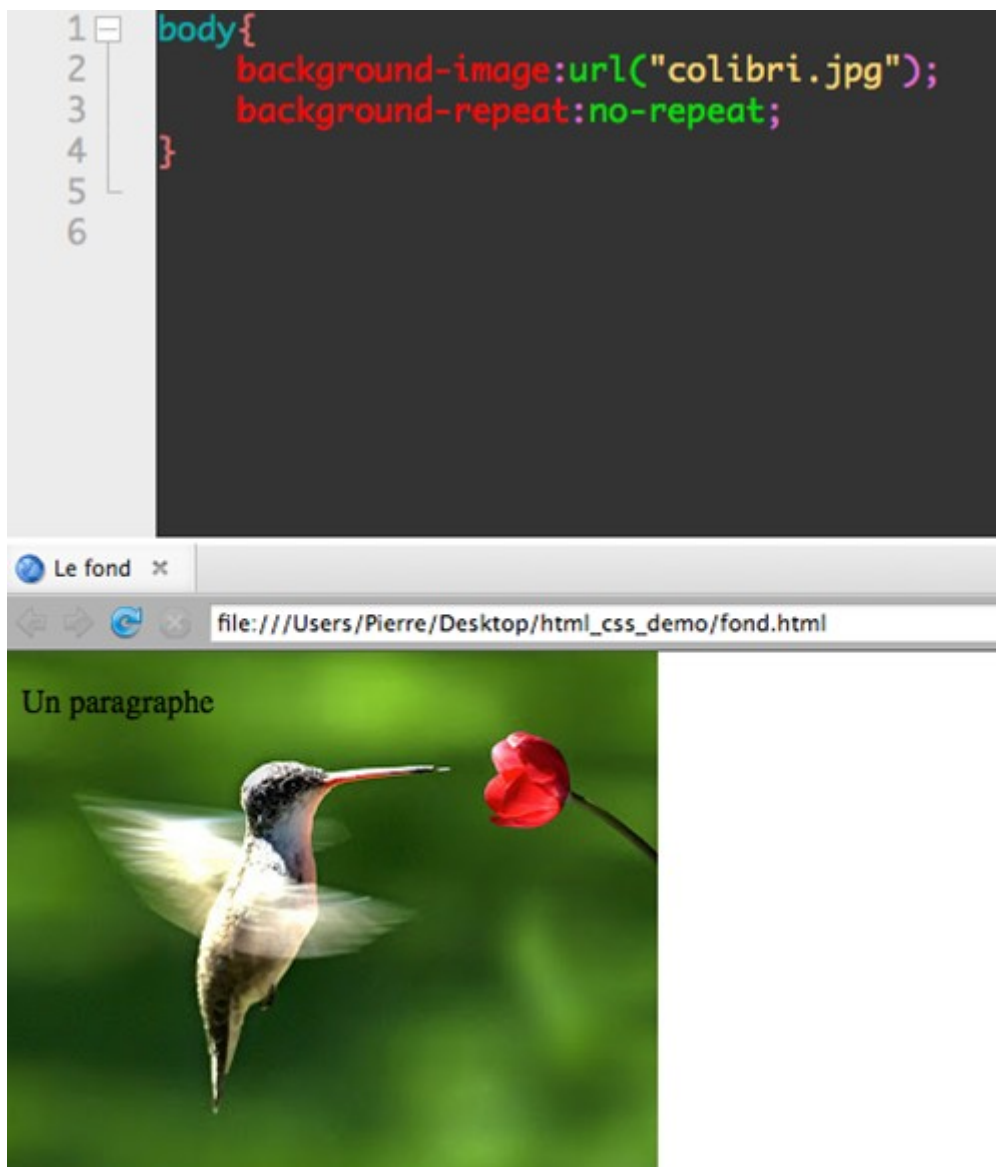 1 body{
2 background-image:url("colibri.jpg");
3 background-repeat:no-repeat;
4 }
5
6
Le fond
file:///Users/Pierre/Desktop/html_css_demo/fond.html
Un paragraphe